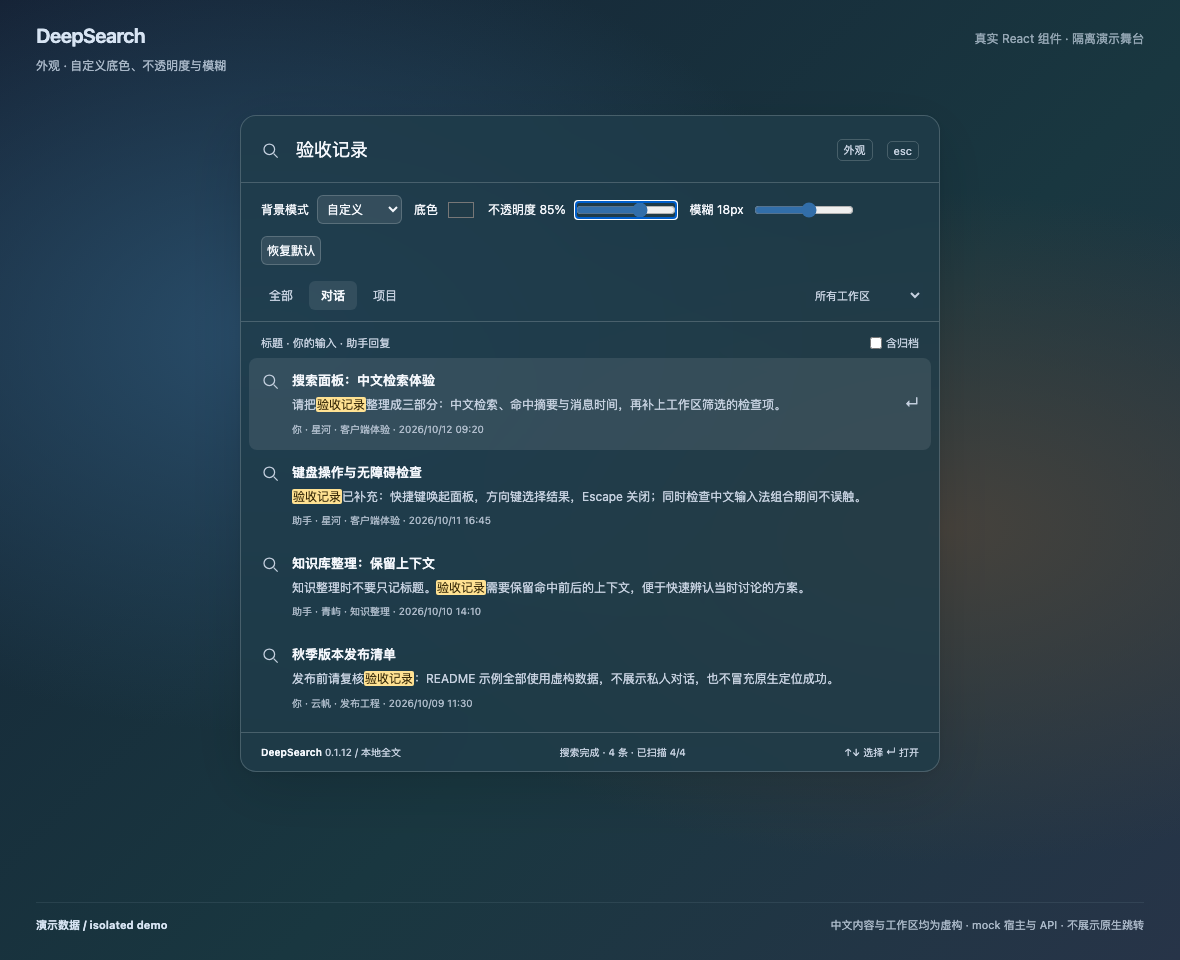 DeepSearch
外观 · 自定义底色、不透明度与模糊
真实 React 组件 · 隔离演示舞台
验收记录
外观
esc
背景模式 自定义 底色 不透明度 85% 模糊 18px
恢复默认
全部 对话 项目 所有工作区
标题 · 你的输入 · 助手回复 含归档
搜索面板：中文检索体验
请把验收记录整理成三部分：中文检索、命中摘要与消息时间，再补上工作区筛选的检查项。
你 · 星河 · 客户端体验 · 2026/10/12 09:20
键盘操作与无障碍检查
验收记录已补充：快捷键唤起面板，方向键选择结果，Escape 关闭；同时检查中文输入法组合期间不误触。
助手 · 星河 · 客户端体验 · 2026/10/11 16:45
知识库整理：保留上下文
知识整理时不要只记标题。验收记录需要保留命中前后的上下文，便于快速辨认当时讨论的方案。
助手 · 青屿 · 知识整理 · 2026/10/10 14:10
秋季版本发布清单
发布前请复核验收记录：README 示例全部使用虚构数据，不展示私人对话，也不冒充原生定位成功。
你 · 云帆 · 发布工程 · 2026/10/09 11:30
DeepSearch 0.1.12 / 本地全文 搜索完成 · 4 条 · 已扫描 4/4 ↑↓ 选择 ↵ 打开
演示数据 / isolated demo
中文内容与工作区均为虚构 · mock 宿主与 API · 不展示原生跳转